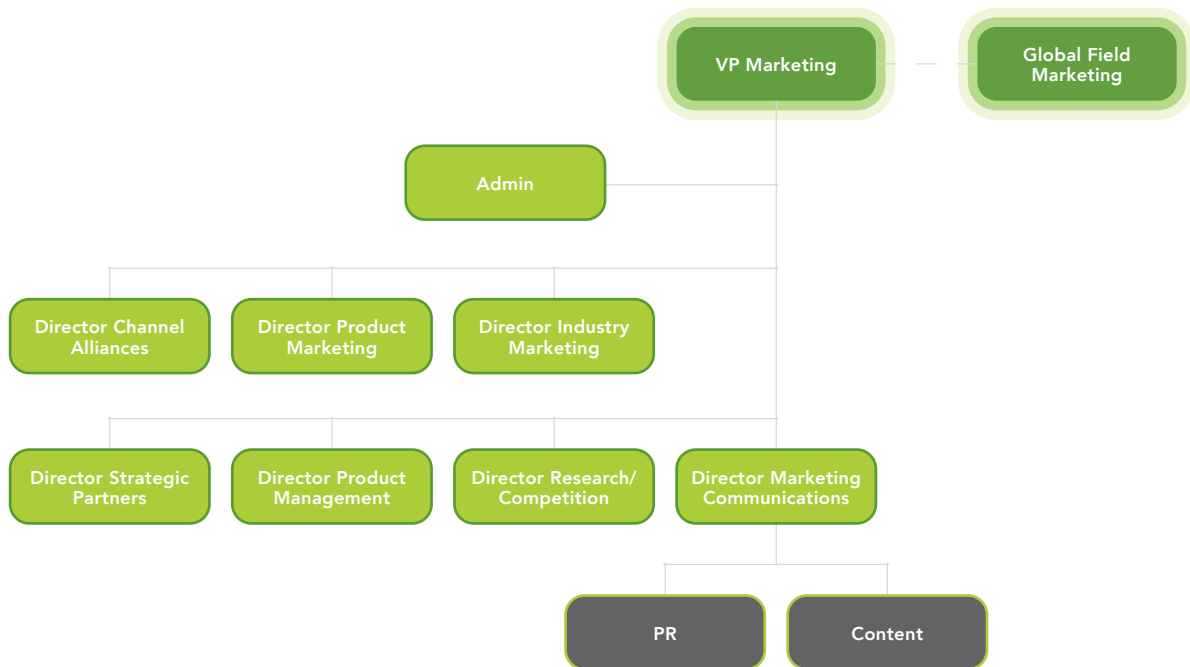 VP Marketing
Global Field
Marketing
Admin
Director Channel
Alliances
Director Product
Marketing
Director Industry
Marketing
Director Strategic
Partners
Director Product
Management
Director Research/
Competition
Director Marketing
Communications
PR
Content